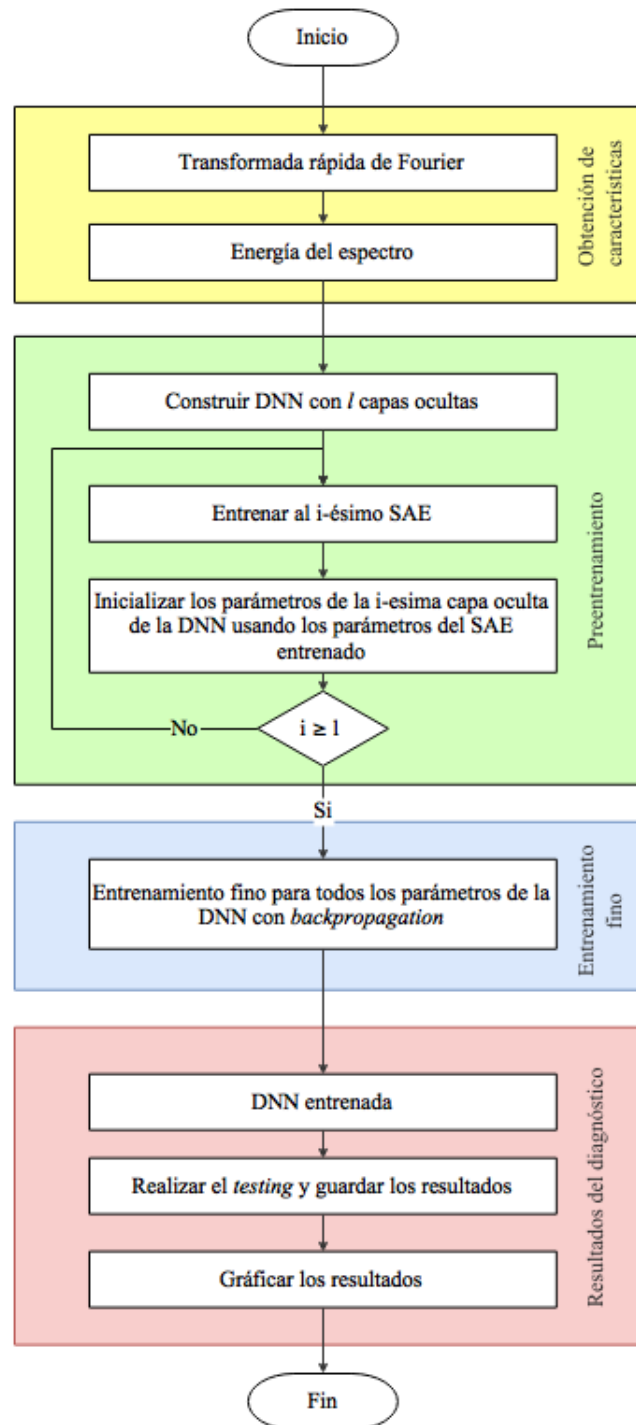 Inicio
Transformada rápida de Fourier
Energía del espectro
Obtención de
características
Construir DNN con l capas ocultas
Entrenar al i-ésimo SAE
Inicializar los parámetros de la i-esima capa oculta
de la DNN usando los parámetros del SAE
entrenado
No
i ≥ l
Preentrenamiento
Si
Entrenamiento fino para todos los parámetros de la
DNN con backpropagation
Entrenamiento
fino
DNN entrenada
Realizar el testing y guardar los resultados
Gráficar los resultados
Resultados del diagnóstico
Fin